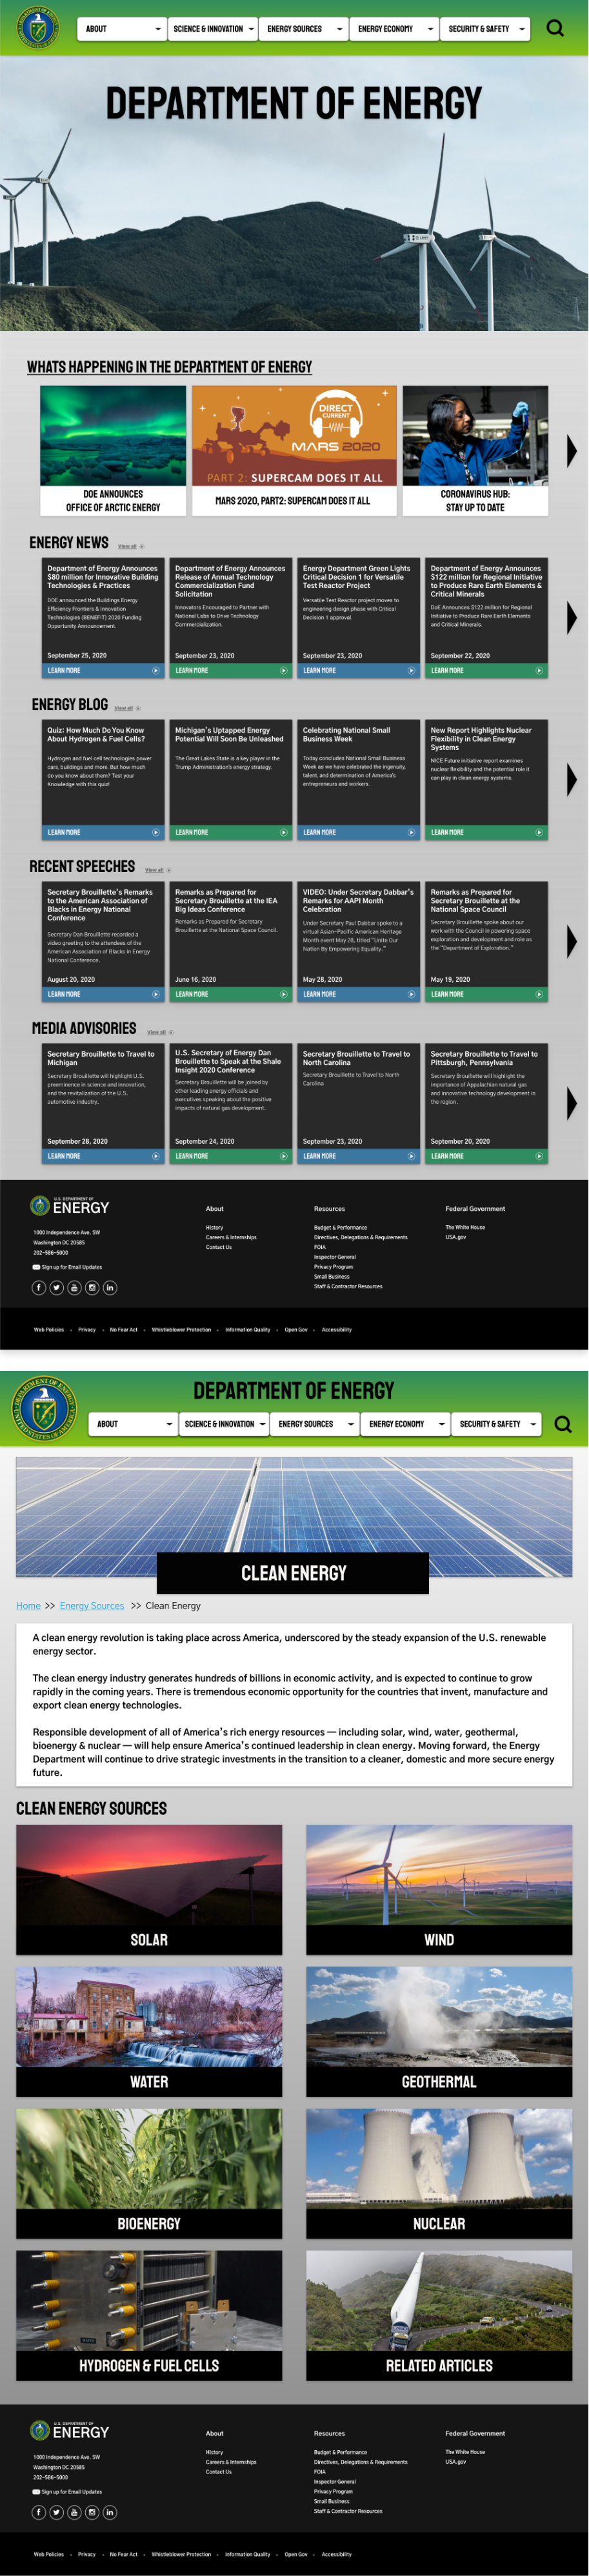 ABOUT
SCIENCE & INNOVATION
ENERGY SOURCES
ENERGY ECONOMY
SECURITY & SAFETY
DEPARTMENT OF ENERGY
WHATS HAPPENING IN THE DEPARTMENT OF ENERGY
DIRECT
CURRENT
MARS 2020
PART 2: SUPERCAM DOES IT ALL
DOE ANNOUNCES
OFFICE OF ARCTIC ENERGY
MARS 2020, PART2: SUPERCAM DOES IT ALL
CORONAVIRUS HUB:
STAY UP TO DATE
ENERGY NEWS
View all
Department of Energy Announces
$80 million for Innovative Building
Technologies & Practices
DOE announced the Buildings Energy
Efficiency Frontiers & Innovation
Technologies (BENEFIT) 2020 Funding
Opportunity Announcement.
September 25, 2020
LEARN MORE
Department of Energy Announces
Release of Annual Technology
Commercialization Fund
Solicitation
Innovators Encouraged to Partner with
National Labs to Drive Technology
Commercialization.
September 23, 2020
LEARN MORE
Energy Department Green Lights
Critical Decision 1 for Versatile
Test Reactor Project
Versatile Test Reactor project moves to
engineering design phase with Critical
Decision 1 approval.
September 23, 2020
LEARN MORE
Department of Energy Announces
$122 million for Regional Initiative
to Produce Rare Earth Elements &
Critical Minerals
DoE Announces $122 million for Regional
Initiative to Produce Rare Earth Elements
and Critical Minerals.
September 22, 2020
LEARN MORE
ENERGY BLOG
View all
Quiz: How Much Do You Know
About Hydrogen & Fuel Cells?
Hydrogen and fuel cell technologies power
cars, buildings and more. But how much
do you know about them? Test your
Knowledge with this quiz!
LEARN MORE
Michigan's Uptapped Energy
Potential Will Soon Be Unleashed
The Great Lakes State is a key player in the
Trump Administration's energy strategy.
LEARN MORE
Celebrating National Small
Business Week
Today concludes National Small Business
Week as we have celebrated the ingenuity,
talent, and determination of America's
entrepreneurs and workers.
LEARN MORE
New Report Highlights Nuclear
Flexibility in Clean Energy
Systems
NICE Future initiative report examines
nuclear flexibility and the potential role it
can play in clean energy systems.
LEARN MORE
RECENT SPEECHES
View all
Secretary Brouillette's Remarks
to the American Association of
Blacks in Energy National
Conference
Secretary Dan Brouillette recorded a
video greeting to the attendees of the
American Association of Blacks in Energy
National Conference.
August 20, 2020
LEARN MORE
Remarks as Prepared for
Secretary Brouillette at the IEA
Big Ideas Conference
Remarks as Prepared for Secretary
Brouillette at the National Space Council.
June 16, 2020
LEARN MORE
VIDEO: Under Secretary Dabbar's
Remarks for AAPI Month
Celebration
Under Secretary Paul Dabbar spoke to a
virtual Asian-Pacific American Heritage
Month event May 28, titled "Unite Our
Nation By Empowering Equality."
May 28, 2020
LEARN MORE
Remarks as Prepared for
Secretary Brouillette at the
National Space Council
Secretary Brouillette spoke about our
work with the Council in powering space
exploration and development and role as
the "Department of Exploration."
May 19, 2020
LEARN MORE
MEDIA ADVISORIES
View all
Secretary Brouillette to Travel to
Michigan
Secretary Brouillette will highlight U.S.
preeminence in science and innovation,
and the revitalization of the U.S.
automotive industry.
September 28, 2020
LEARN MORE
U.S. Secretary of Energy Dan
Brouillette to Speak at the Shale
Insight 2020 Conference
Secretary Brouillette will be joined by
other leading energy officials and
executives speaking about the positive
impacts of natural gas development.
September 24, 2020
LEARN MORE
Secretary Brouillette to Travel to
North Carolina
Secretary Brouillette to Travel to North
Carolina
September 23, 2020
LEARN MORE
Secretary Brouillette to Travel to
Pittsburgh, Pennsylvania
Secretary Brouillette will highlight the
importance of Appalachian natural gas
and innovative technology development in
the region.
September 20, 2020
LEARN MORE
U.S. DEPARTMENT OF
ENERGY
1000 Independence Ave. SW
Washington DC 20585
202-586-5000
Sign up for Email Updates
About
History
Careers & Internships
Contact Us
Resources
Budget & Performance
Directives, Delegations & Requirements
FOIA
Inspector General
Privacy Program
Small Business
Staff & Contractor Resources
Federal Government
The White House
USA.gov
Web Policies • Privacy • No Fear Act • Whistleblower Protection • Information Quality • Open Gov • Accessibility
DEPARTMENT OF ENERGY
ABOUT
SCIENCE & INNOVATION
ENERGY SOURCES
ENERGY ECONOMY
SECURITY & SAFETY
CLEAN ENERGY
Home >> Energy Sources >> Clean Energy
A clean energy revolution is taking place across America, underscored by the steady expansion of the U.S. renewable
energy sector.
The clean energy industry generates hundreds of billions in economic activity, and is expected to continue to grow
rapidly in the coming years. There is tremendous economic opportunity for the countries that invent, manufacture and
export clean energy technologies.
Responsible development of all of America's rich energy resources — including solar, wind, water, geothermal,
bioenergy & nuclear — will help ensure America's continued leadership in clean energy. Moving forward, the Energy
Department will continue to drive strategic investments in the transition to a cleaner, domestic and more secure energy
future.
CLEAN ENERGY SOURCES
SOLAR
WIND
WATER
GEOTHERMAL
BIOENERGY
NUCLEAR
HYDROGEN & FUEL CELLS
RELATED ARTICLES
U.S. DEPARTMENT OF
ENERGY
1000 Independence Ave. SW
Washington DC 20585
202-586-5000
Sign up for Email Updates
About
History
Careers & Internships
Contact Us
Resources
Budget & Performance
Directives, Delegations & Requirements
FOIA
Inspector General
Privacy Program
Small Business
Staff & Contractor Resources
Federal Government
The White House
USA.gov
Web Policies • Privacy • No Fear Act • Whistleblower Protection • Information Quality • Open Gov • Accessibility